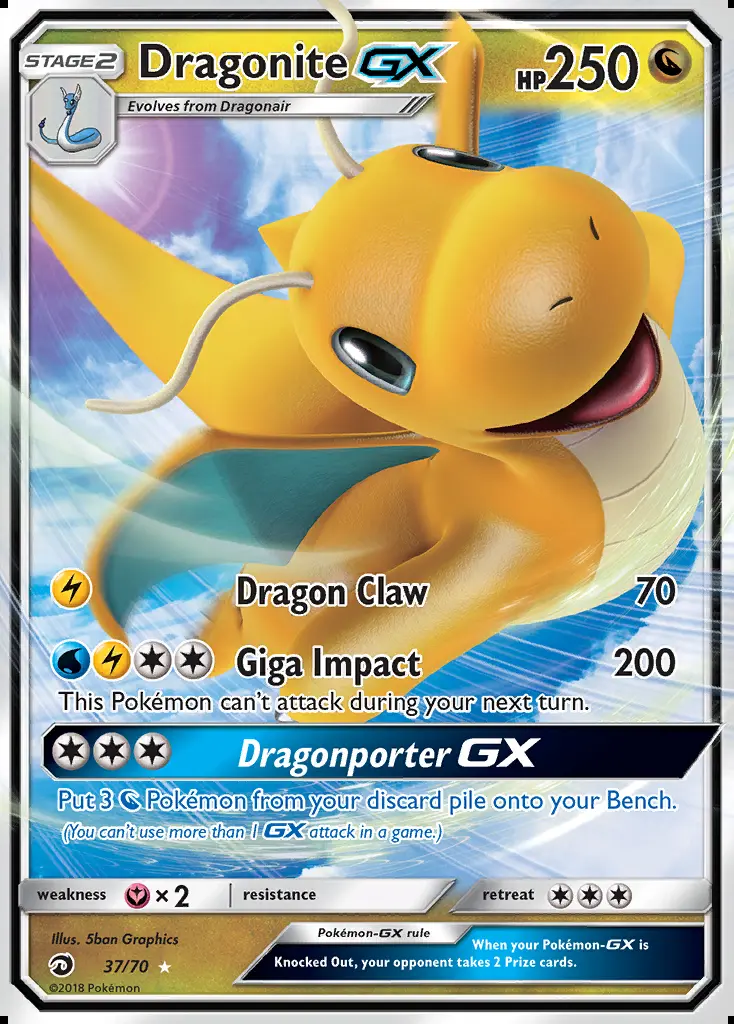 STAGE2
Dragonite GX
HP250
Evolves from Dragonair
Dragon Claw 70
Giga Impact 200
This Pokémon can't attack during your next turn.
Dragonporter GX
Put 3 Pokémon from your discard pile onto your Bench.
(You can't use more than 1 GX attack in a game.)
weakness ×2 resistance retreat
Illus. 5ban Graphics
37/70
©2018 Pokémon
Pokémon-GX rule
When your Pokémon-GX is
Knocked Out, your opponent takes 2 Prize cards.